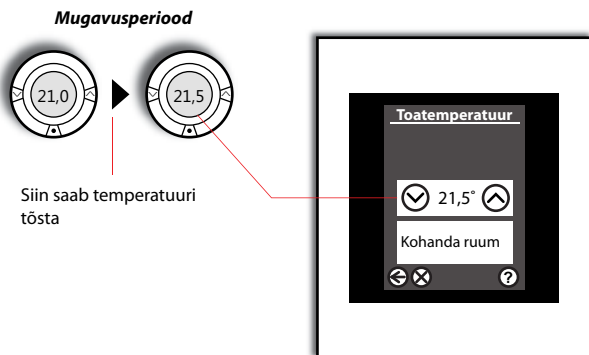 Mugavusperiood
21,0
21,5
Siin saab temperatuuri
tõsta
Toatemperatuur
21,5°
Kohanda ruum
?